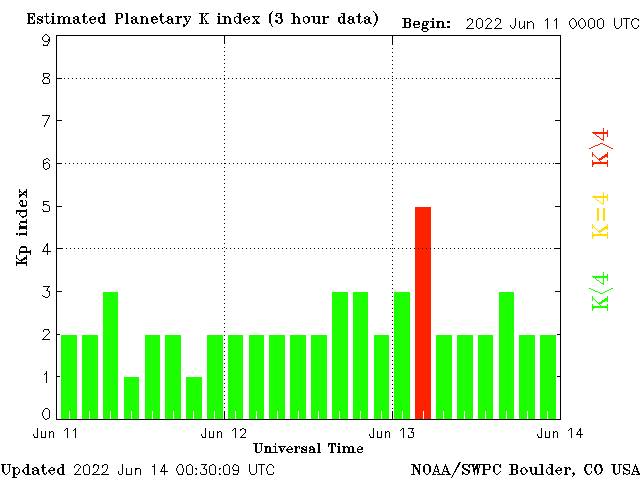 Estimated Planetary K index (3 hour data) Begin: 2022 Jun 11 0000 UTC
9
8
7
6
5
4
3
2
1
0
Kp index
K>4
K=4
K<4
Jun 11 Jun 12 Jun 13 Jun 14
Universal Time
Updated 2022 Jun 14 00:30:09 UTC NOAA/SWPC Boulder, CO USA